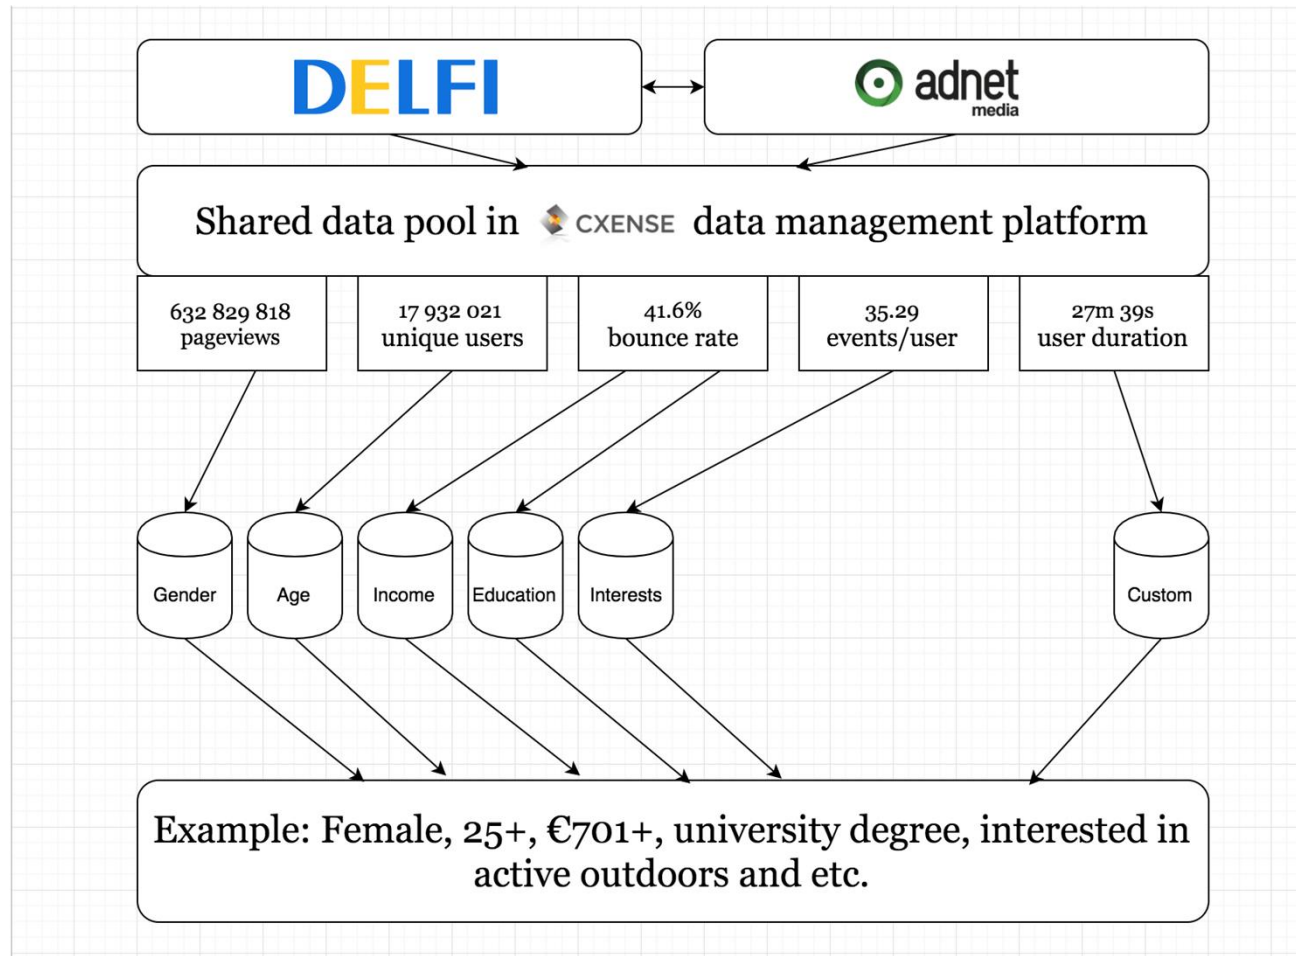 DELFI
adnet
media
Shared data pool in CXENSE data management platform
632 829 818
pageviews
17 932 021
unique users
41.6%
bounce rate
35.29
events/user
27m 39s
user duration
Gender
Age
Income
Education
Interests
Custom
Example: Female, 25+, €701+, university degree, interested in
active outdoors and etc.